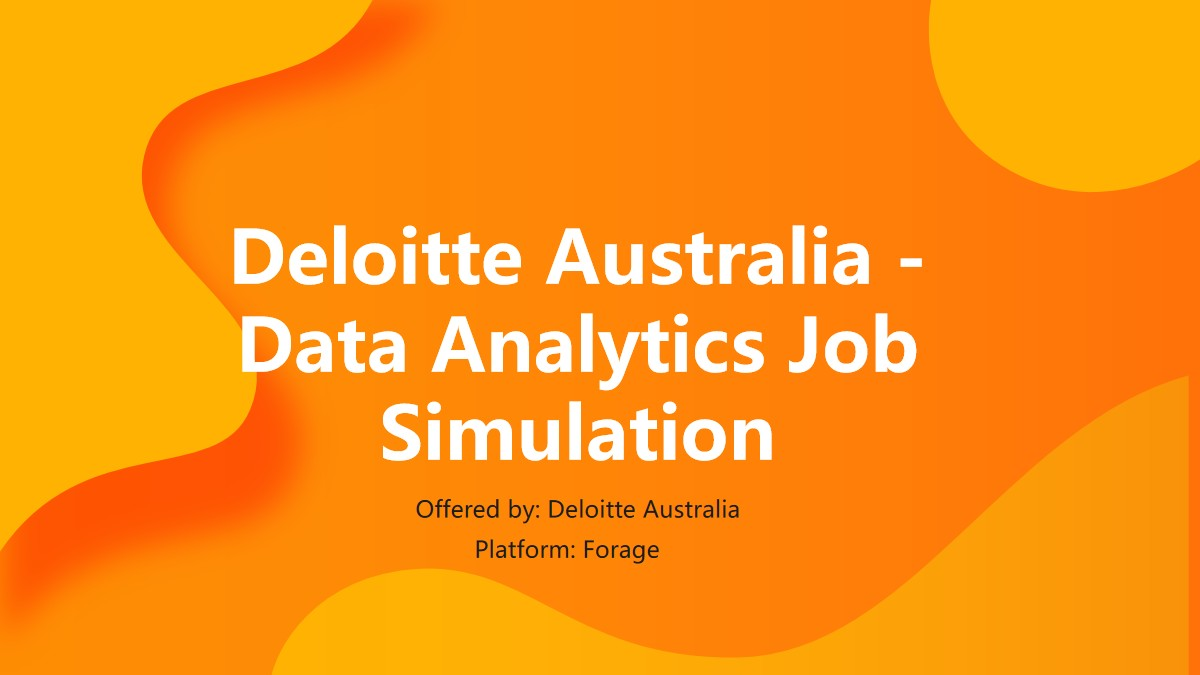 Deloitte Australia -
Data Analytics Job
Simulation
Offered by: Deloitte Australia
Platform: Forage